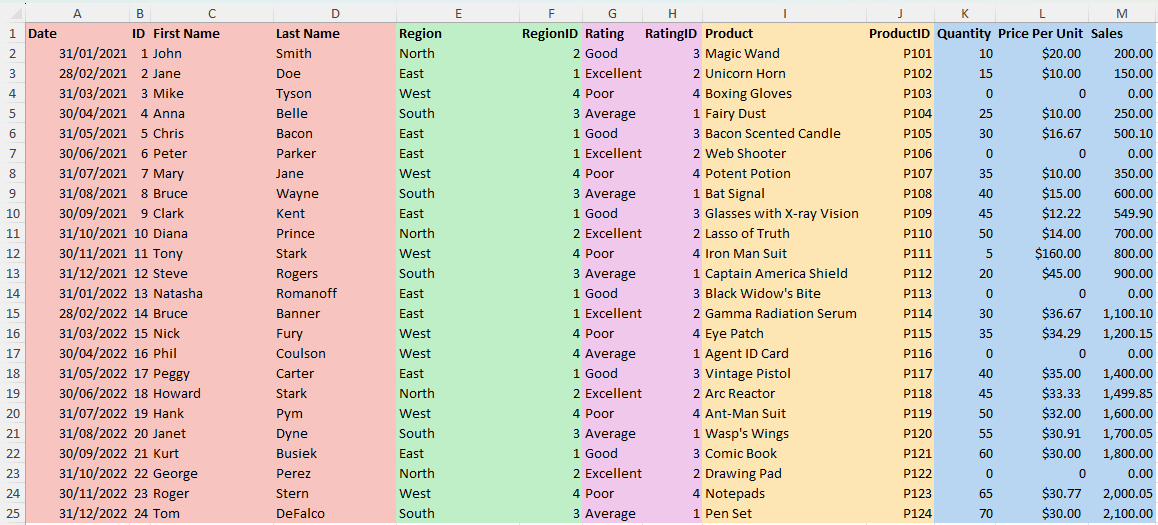 A B C D E F G H I J K L M
1 Date ID First Name Last Name Region RegionID Rating RatingID Product ProductID Quantity Price Per Unit Sales
2 31/01/2021 1 John Smith North 2 Good 3 Magic Wand P101 10 $20.00 200.00
3 28/02/2021 2 Jane Doe East 1 Excellent 2 Unicorn Horn P102 15 $10.00 150.00
4 31/03/2021 3 Mike Tyson West 4 Poor 4 Boxing Gloves P103 0 0 0.00
5 30/04/2021 4 Anna Belle South 3 Average 1 Fairy Dust P104 25 $10.00 250.00
6 31/05/2021 5 Chris Bacon East 1 Good 3 Bacon Scented Candle P105 30 $16.67 500.10
7 30/06/2021 6 Peter Parker East 1 Excellent 2 Web Shooter P106 0 0 0.00
8 31/07/2021 7 Mary Jane West 4 Poor 4 Potent Potion P107 35 $10.00 350.00
9 31/08/2021 8 Bruce Wayne South 3 Average 1 Bat Signal P108 40 $15.00 600.00
10 30/09/2021 9 Clark Kent East 1 Good 3 Glasses with X-ray Vision P109 45 $12.22 549.90
11 31/10/2021 10 Diana Prince North 2 Excellent 2 Lasso of Truth P110 50 $14.00 700.00
12 30/11/2021 11 Tony Stark West 4 Poor 4 Iron Man Suit P111 5 $160.00 800.00
13 31/12/2021 12 Steve Rogers South 3 Average 1 Captain America Shield P112 20 $45.00 900.00
14 31/01/2022 13 Natasha Romanoff East 1 Good 3 Black Widow's Bite P113 0 0 0.00
15 28/02/2022 14 Bruce Banner East 1 Excellent 2 Gamma Radiation Serum P114 30 $36.67 1,100.10
16 31/03/2022 15 Nick Fury West 4 Poor 4 Eye Patch P115 35 $34.29 1,200.15
17 30/04/2022 16 Phil Coulson West 4 Average 1 Agent ID Card P116 0 0 0.00
18 31/05/2022 17 Peggy Carter East 1 Good 3 Vintage Pistol P117 40 $35.00 1,400.00
19 30/06/2022 18 Howard Stark North 2 Excellent 2 Arc Reactor P118 45 $33.33 1,499.85
20 31/07/2022 19 Hank Pym West 4 Poor 4 Ant-Man Suit P119 50 $32.00 1,600.00
21 31/08/2022 20 Janet Dyne South 3 Average 1 Wasp's Wings P120 55 $30.91 1,700.05
22 30/09/2022 21 Kurt Busiek East 1 Good 3 Comic Book P121 60 $30.00 1,800.00
23 31/10/2022 22 George Perez North 2 Excellent 2 Drawing Pad P122 0 0 0.00
24 30/11/2022 23 Roger Stern West 4 Poor 4 Notepads P123 65 $30.77 2,000.05
25 31/12/2022 24 Tom DeFalco South 3 Average 1 Pen Set P124 70 $30.00 2,100.00